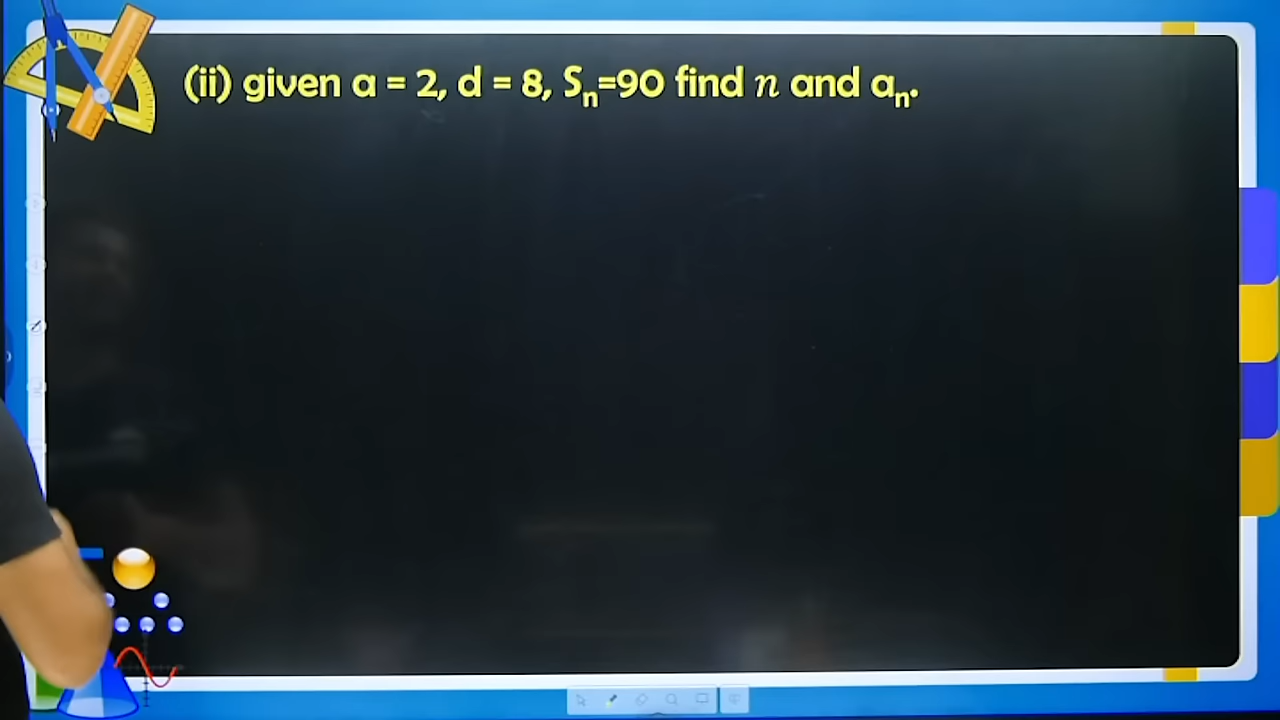 (ii) given a = 2, d = 8, Sₙ=90 find n and aₙ.